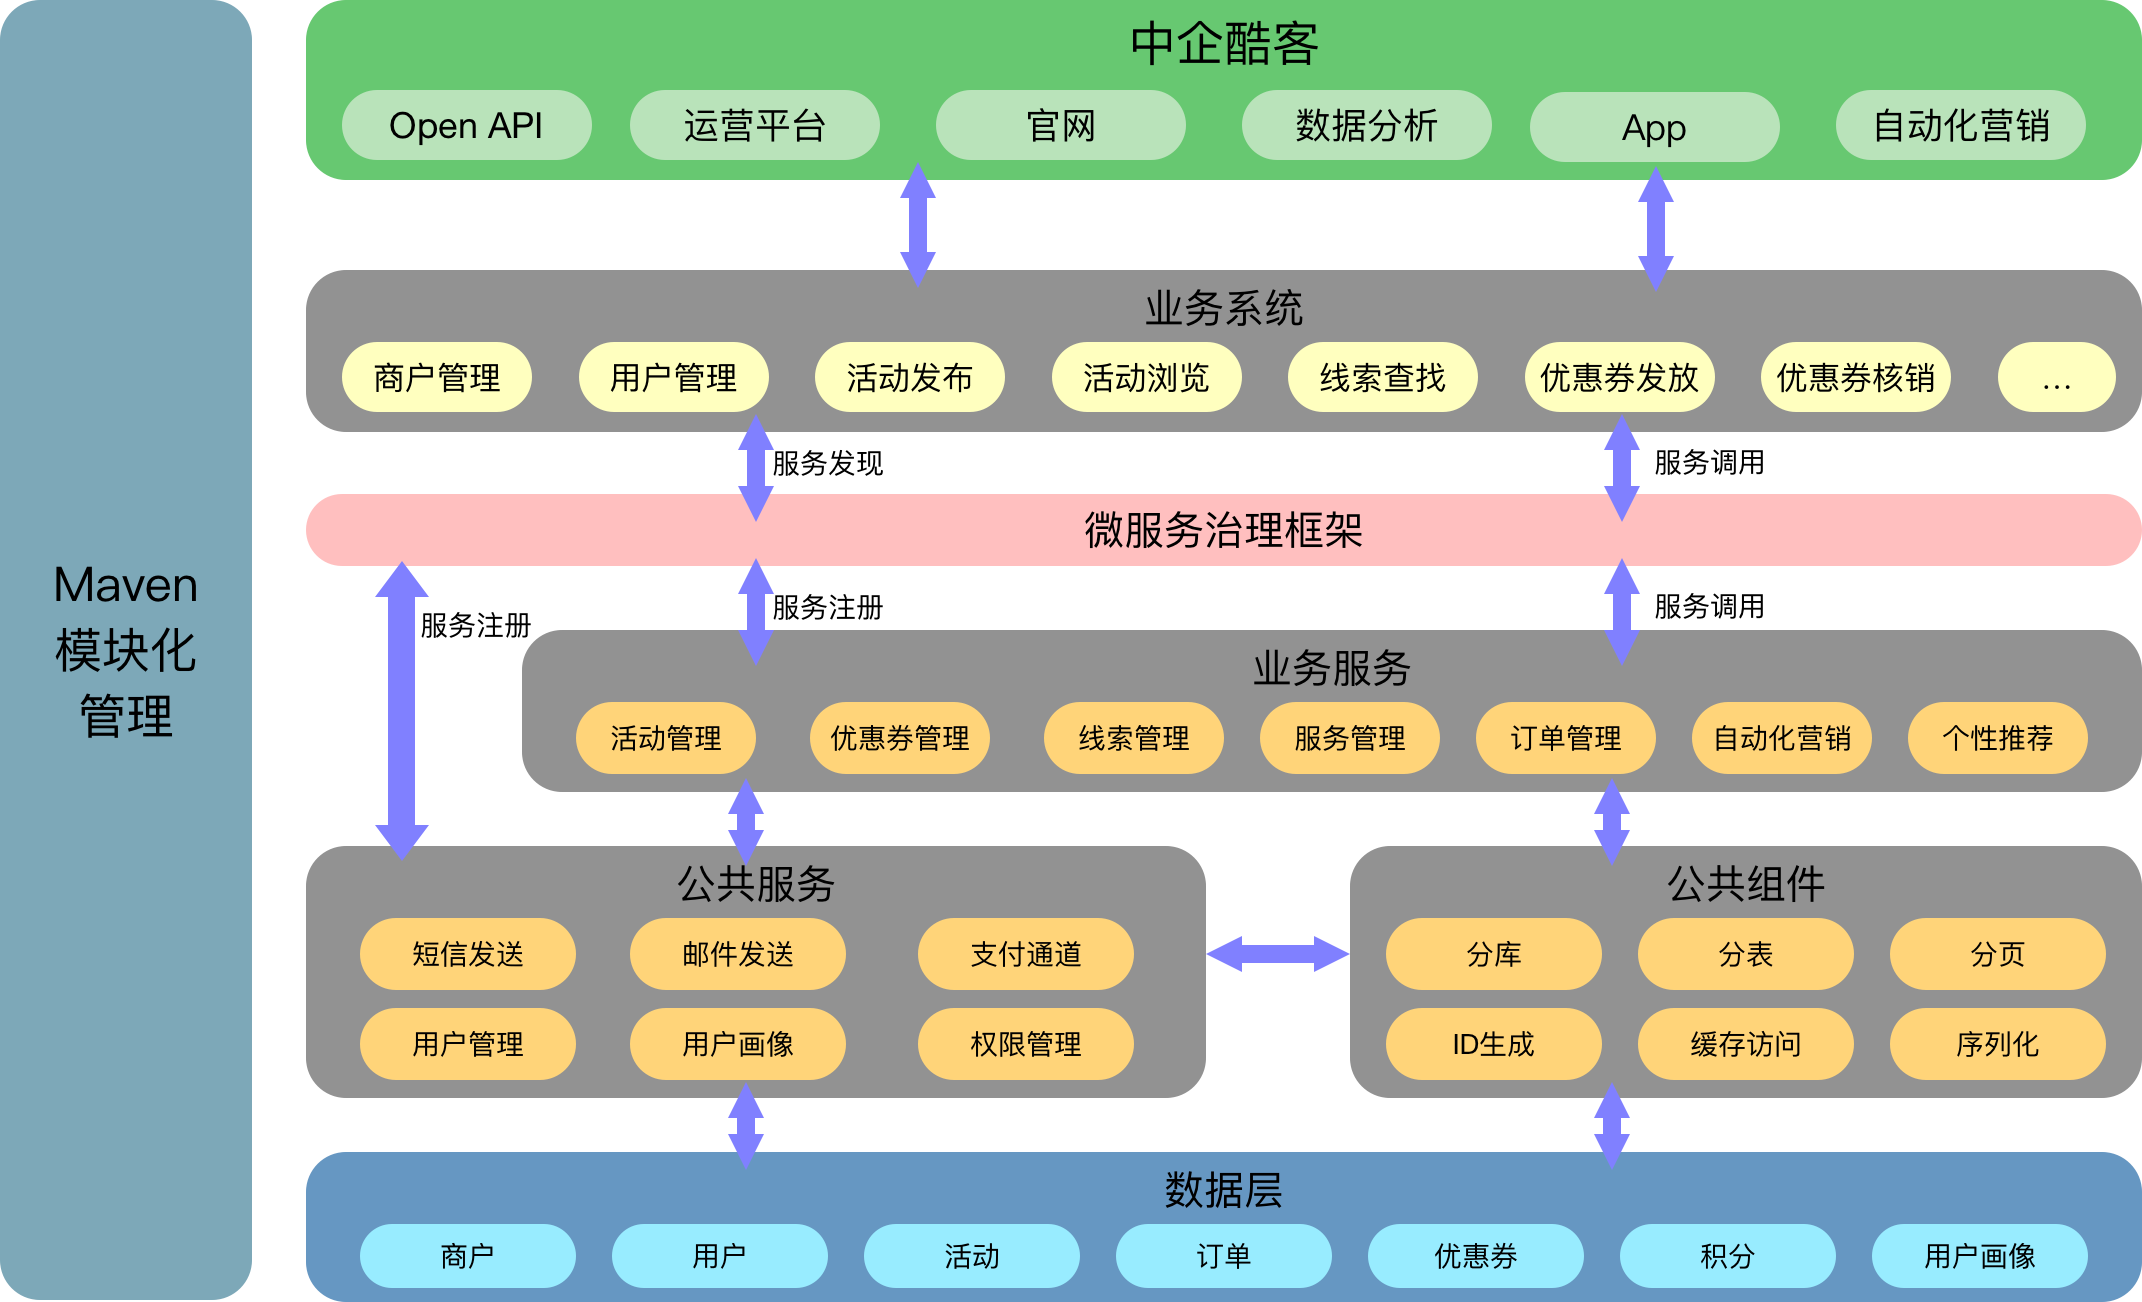 Maven
模块化
管理
中企酷客
Open API
运营平台
官网
数据分析
App
自动化营销
业务系统
商户管理
用户管理
活动发布
活动浏览
线索查找
优惠券发放
优惠券核销
...
服务发现
服务调用
微服务治理框架
服务注册
服务注册
服务调用
业务服务
活动管理
优惠券管理
线索管理
服务管理
订单管理
自动化营销
个性推荐
公共服务
短信发送
邮件发送
支付通道
用户管理
用户画像
权限管理
公共组件
分库
分表
分页
ID生成
缓存访问
序列化
数据层
商户
用户
活动
订单
优惠券
积分
用户画像